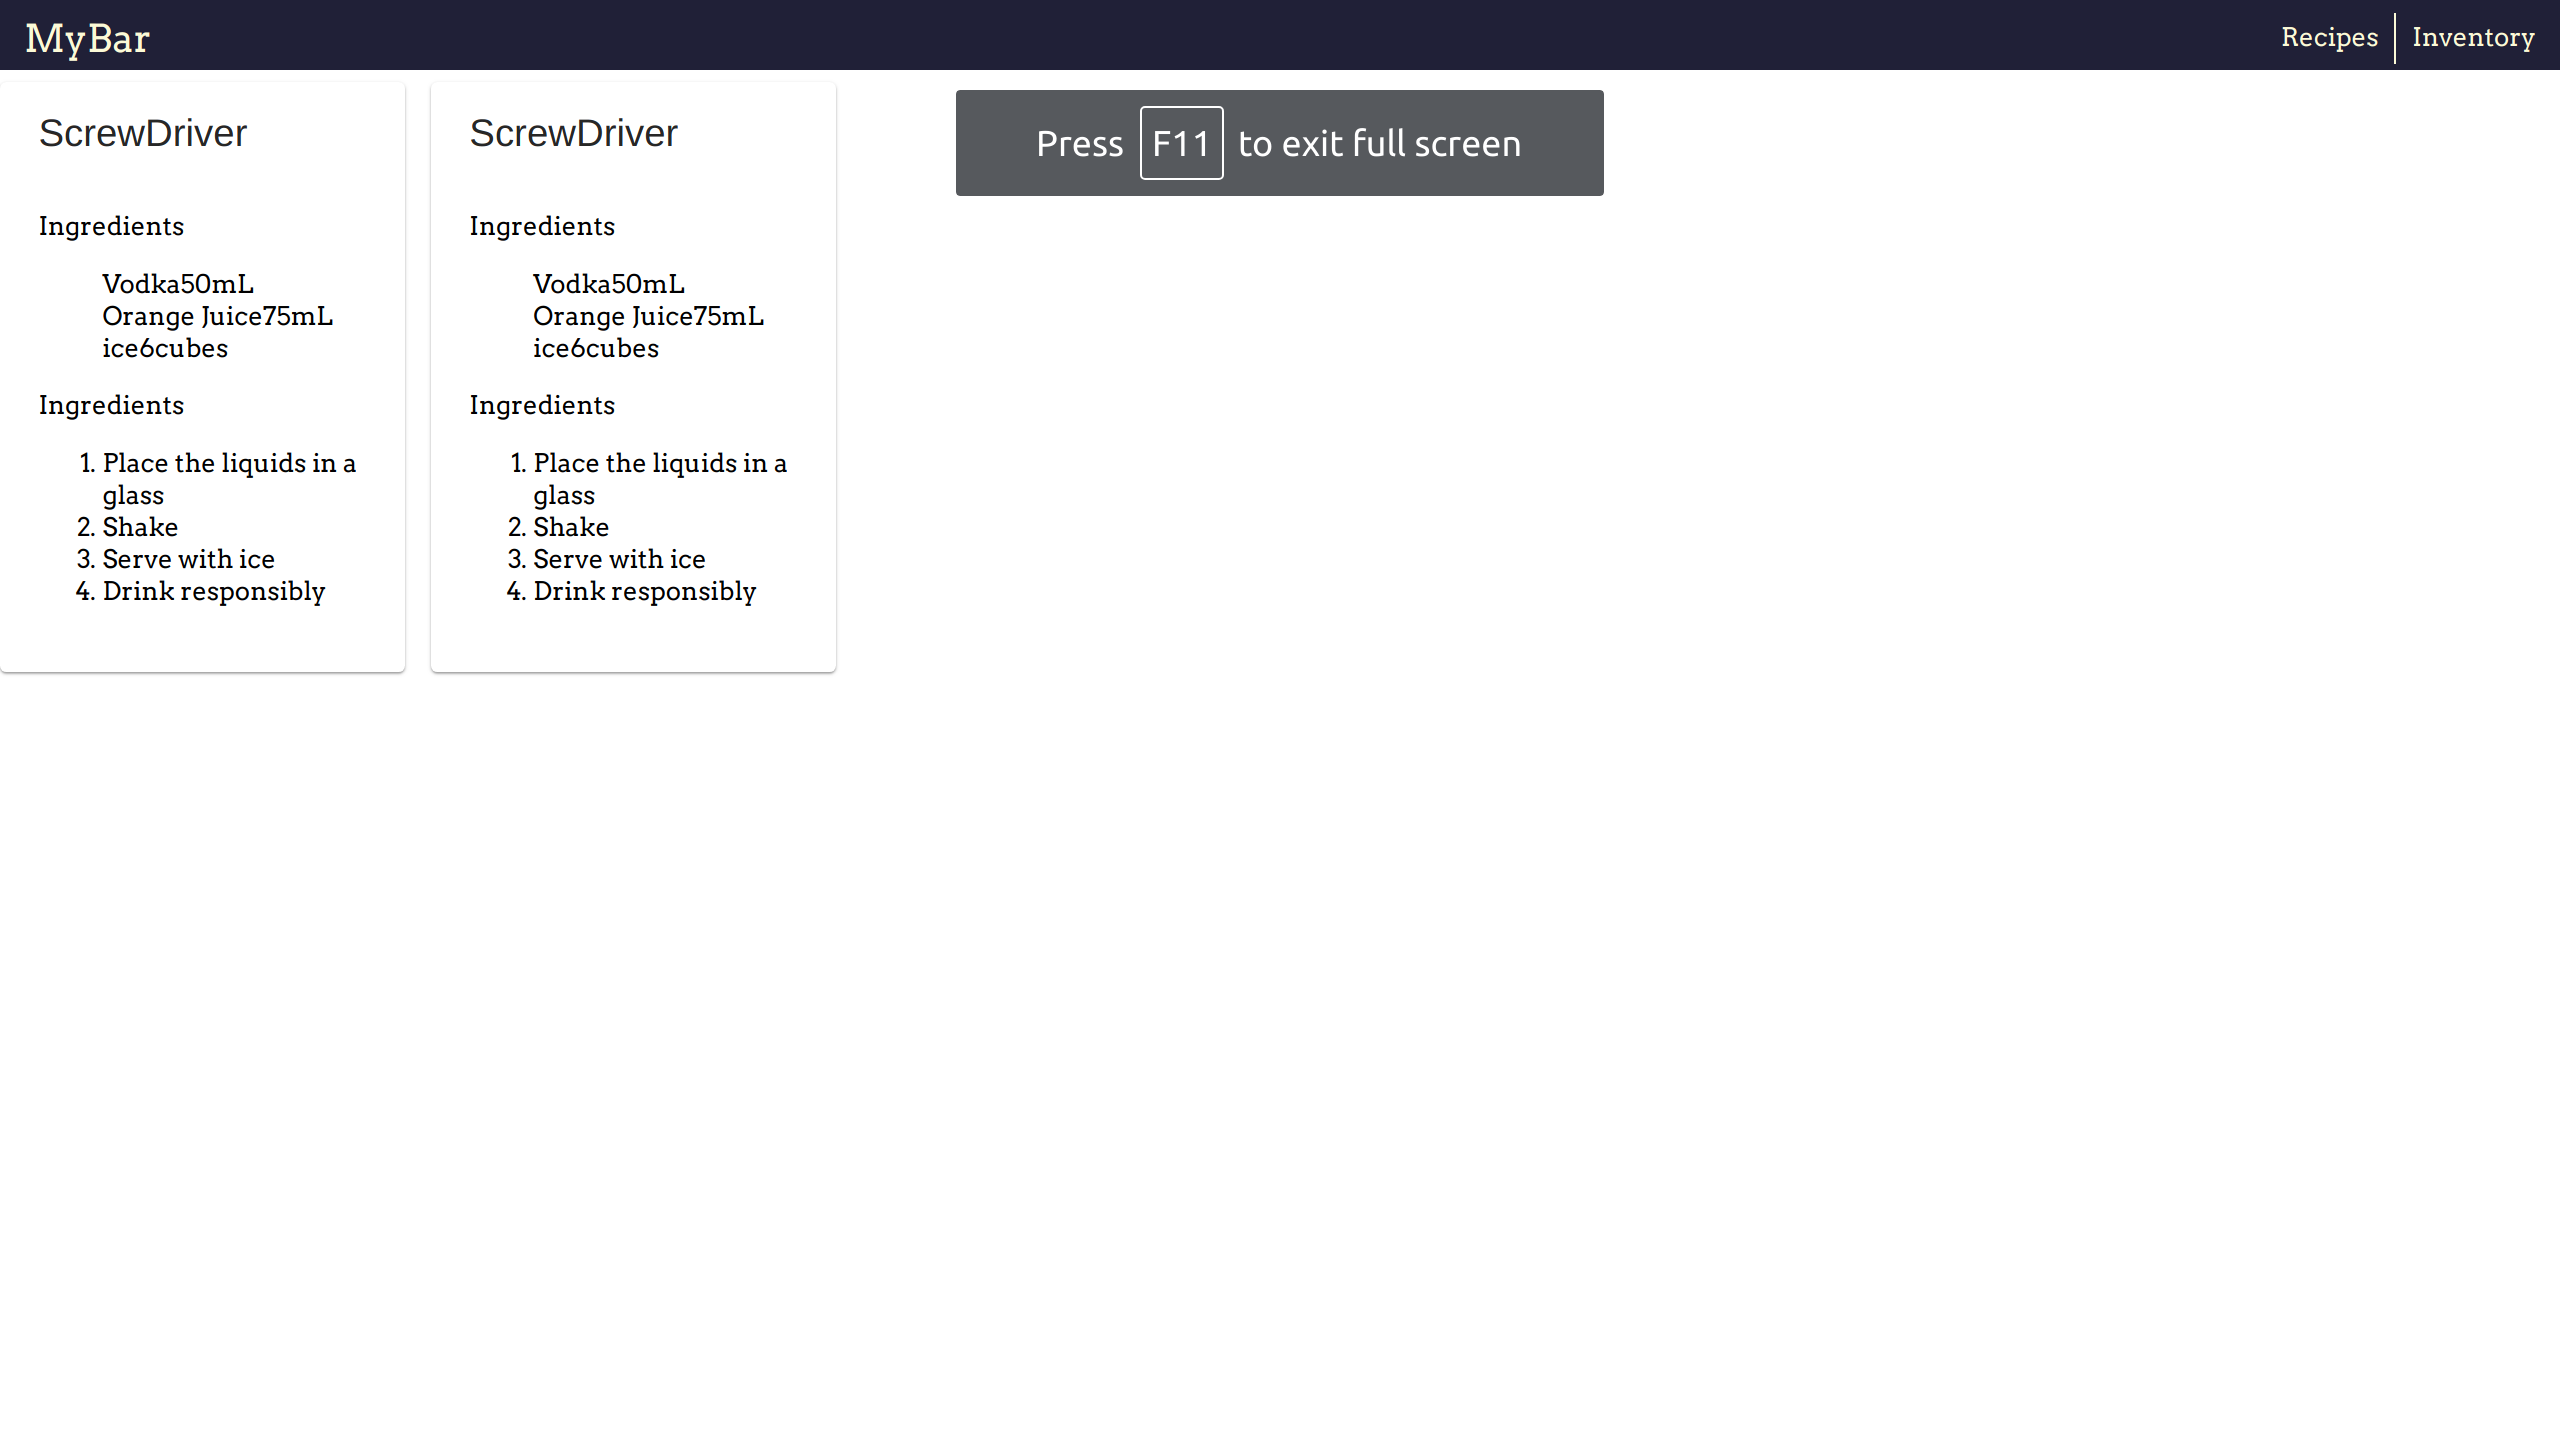 MyBar
Recipes
Inventory
Press F11 to exit full screen
ScrewDriver
Ingredients
Vodka50mL
Orange Juice75mL
ice6cubes
Ingredients
1. Place the liquids in a
glass
2. Shake
3. Serve with ice
4. Drink responsibly
ScrewDriver
Ingredients
Vodka50mL
Orange Juice75mL
ice6cubes
Ingredients
1. Place the liquids in a
glass
2. Shake
3. Serve with ice
4. Drink responsibly